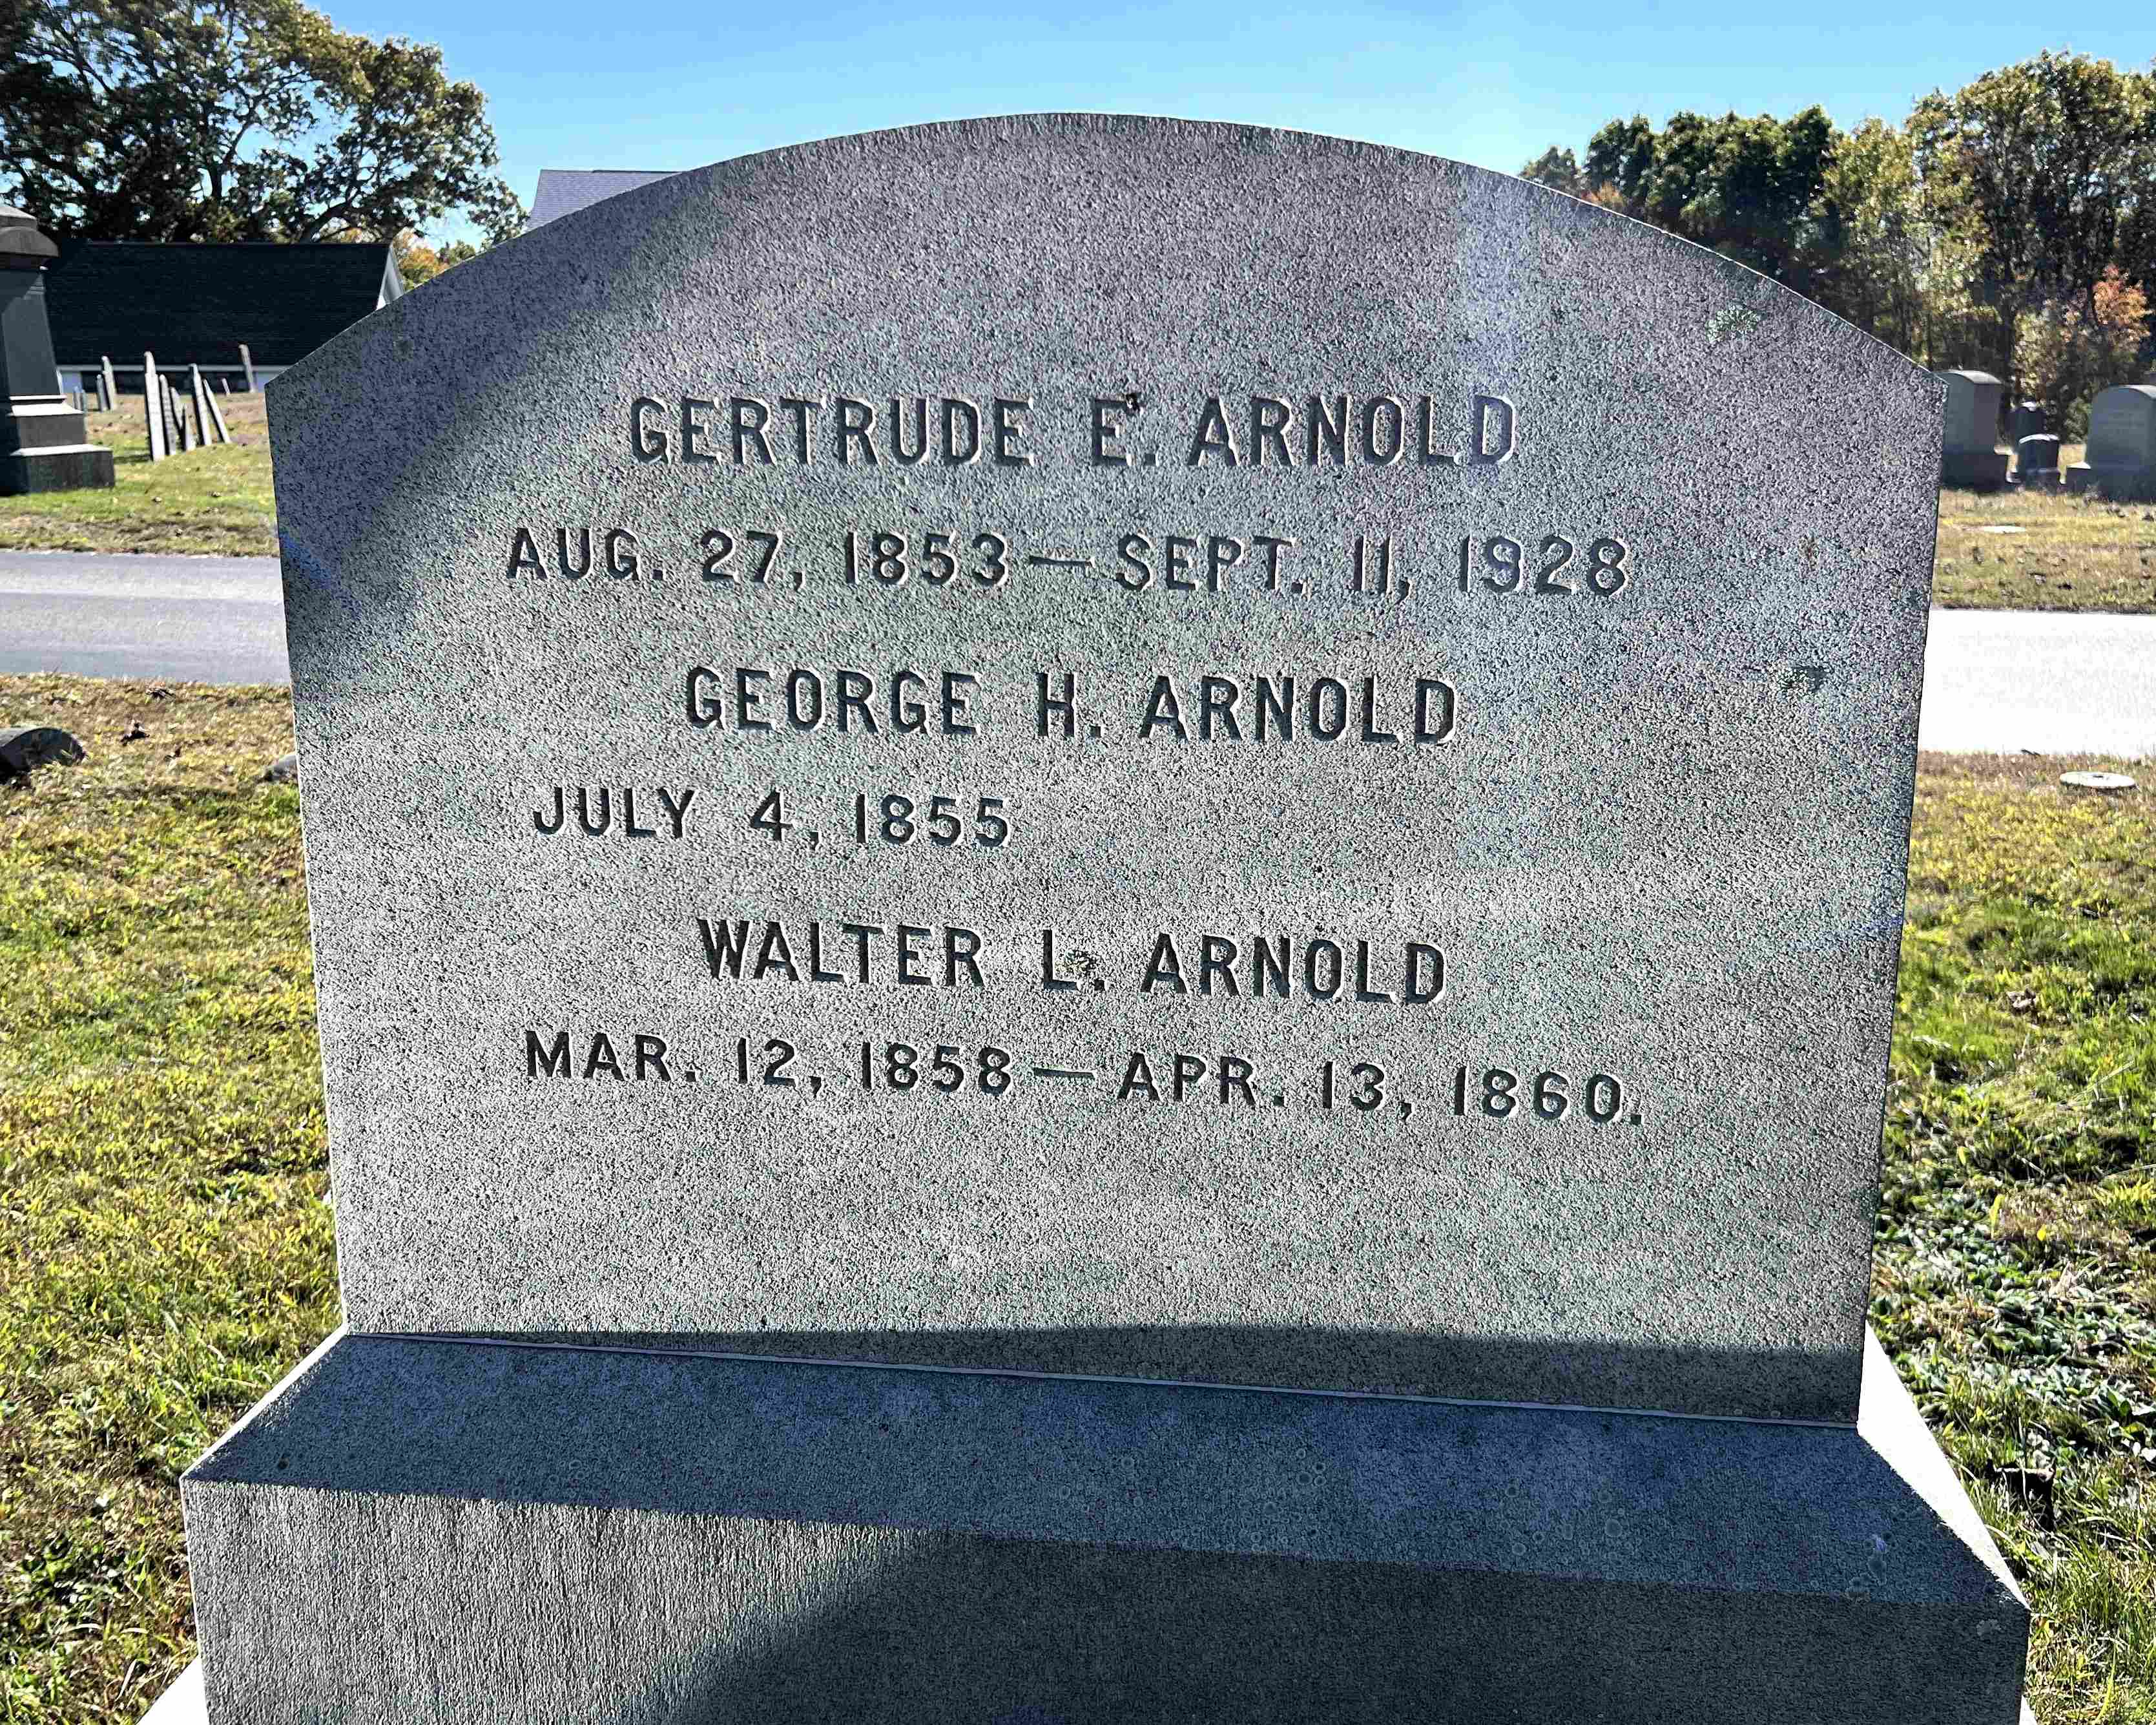 GERTRUDE E. ARNOLD
AUG. 27, 1853 — SEPT. 11, 1928
GEORGE H. ARNOLD
JULY 4, 1855
WALTER L. ARNOLD
MAR. 12, 1858 — APR. 13, 1860.